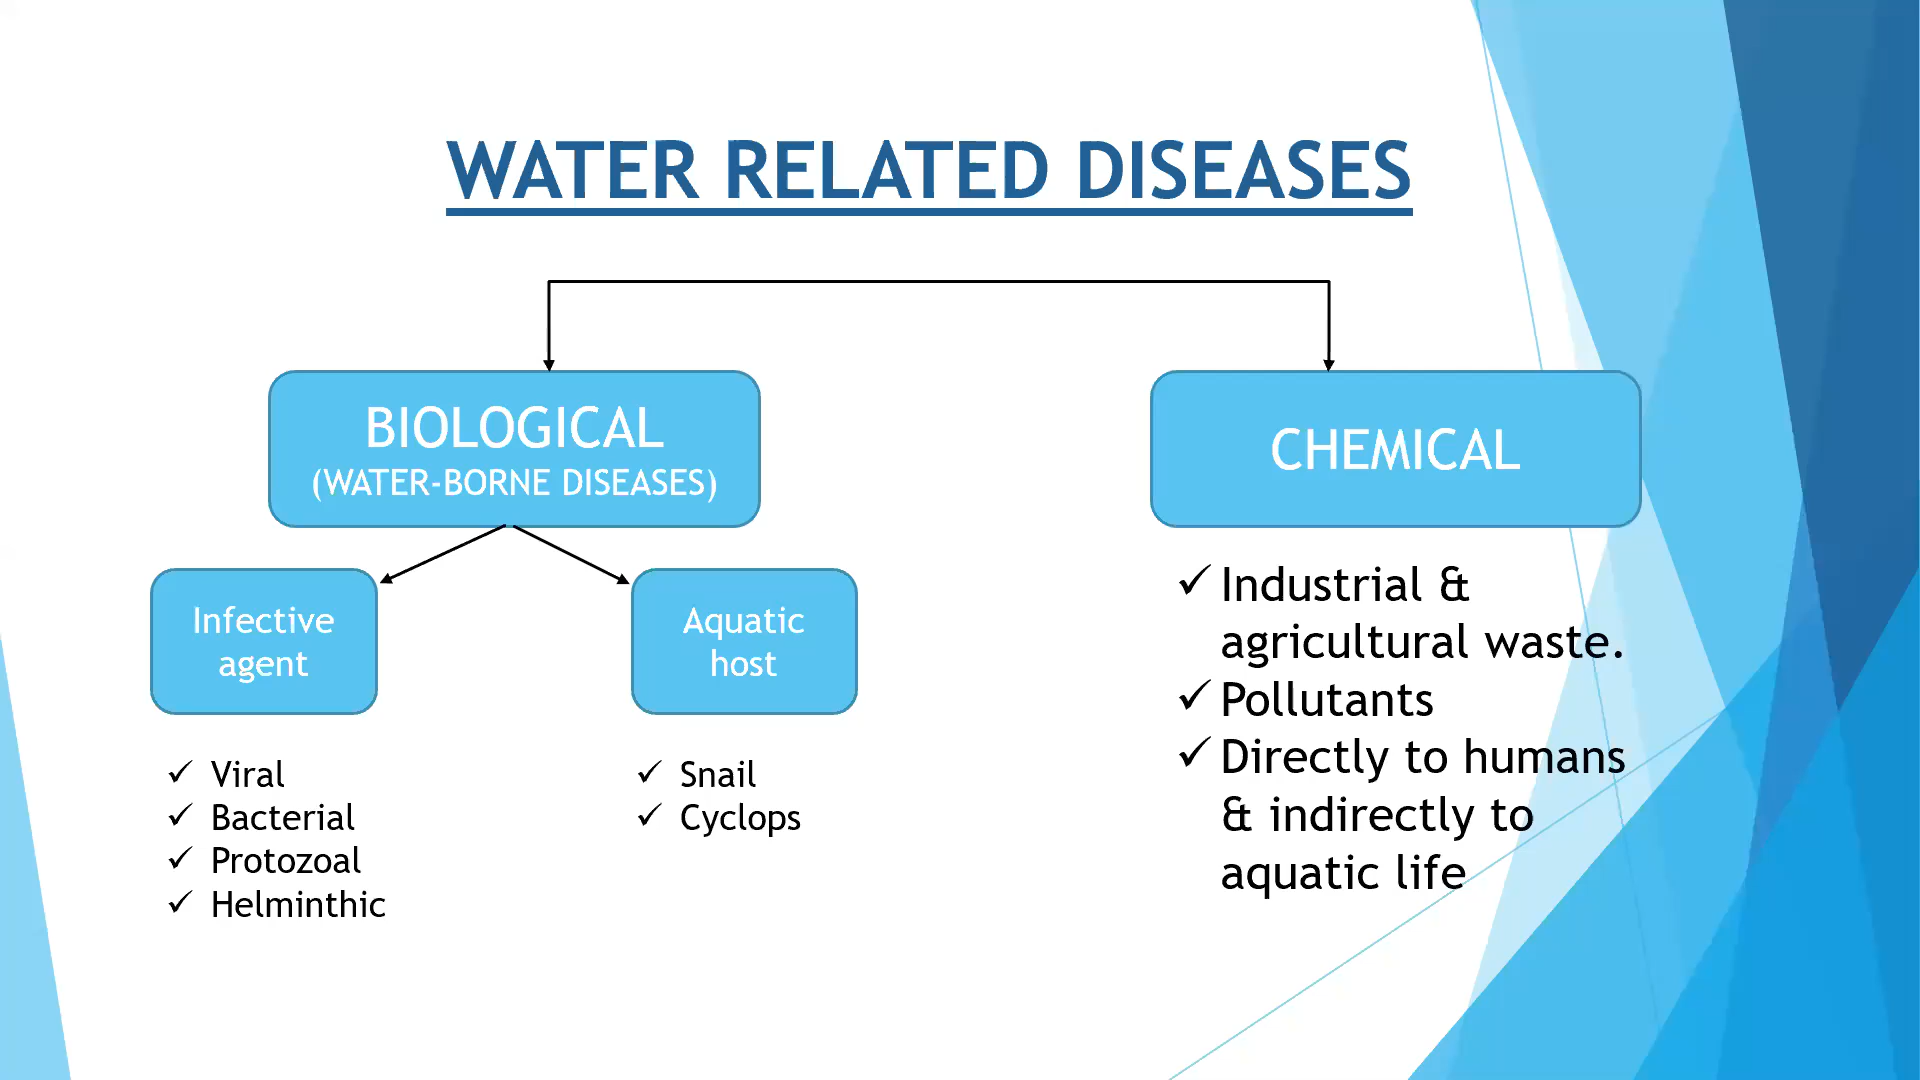 WATER RELATED DISEASES
BIOLOGICAL
(WATER-BORNE DISEASES)
Infective
agent
✓ Viral
✓ Bacterial
✓ Protozoal
✓ Helminthic
Aquatic
host
✓ Snail
✓ Cyclops
CHEMICAL
✓ Industrial &
agricultural waste.
✓ Pollutants
✓ Directly to humans
& indirectly to
aquatic life